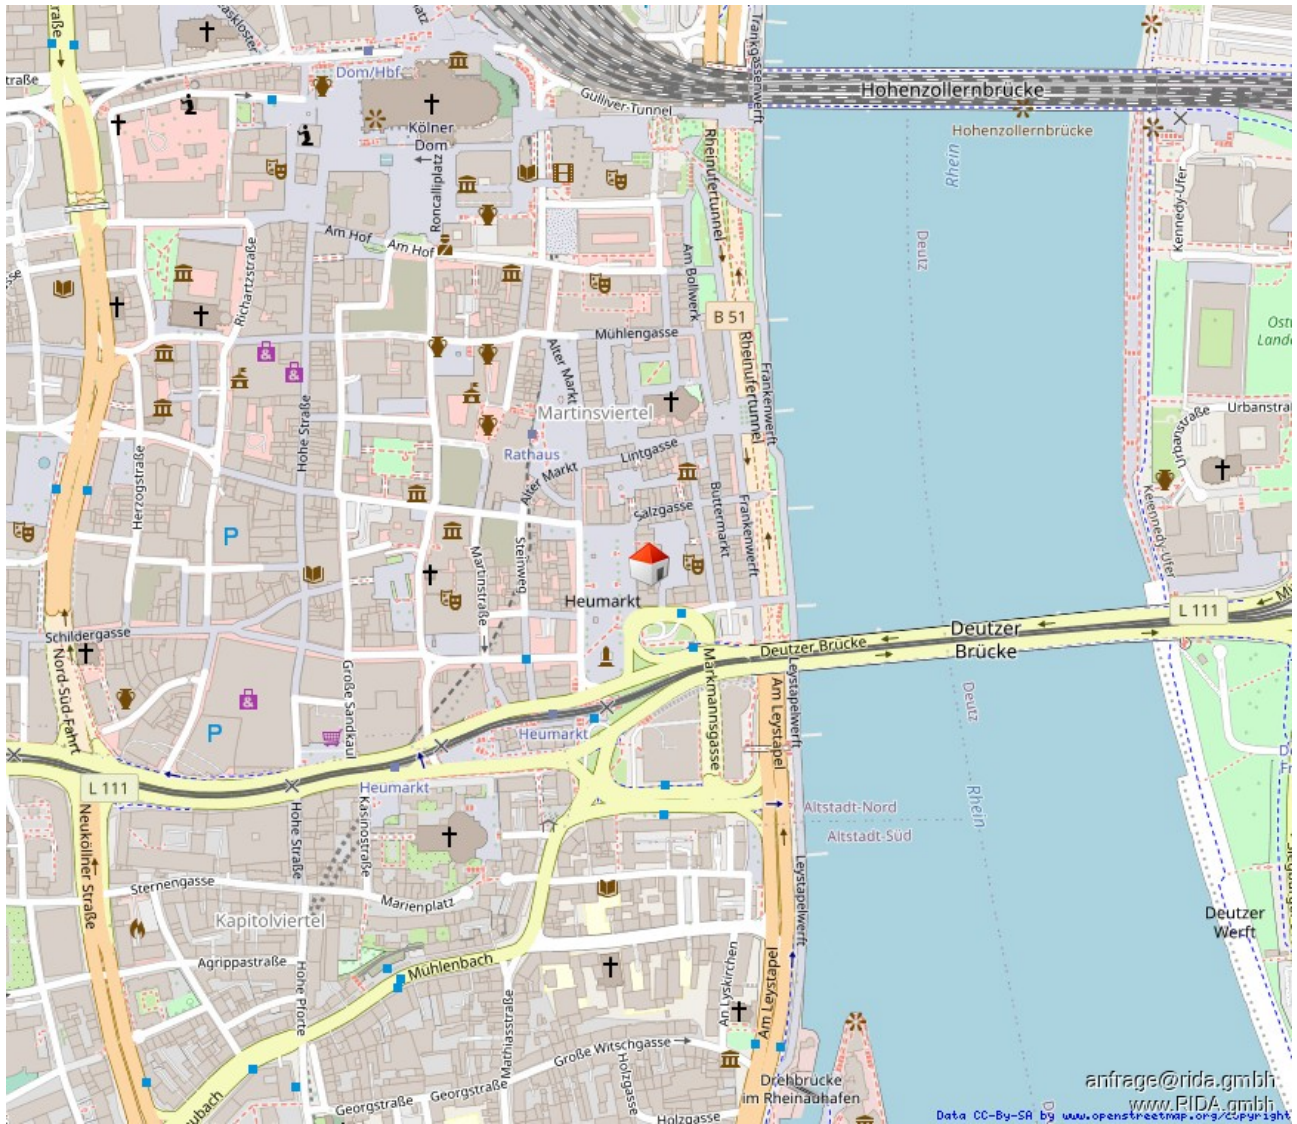 Dom/Hbf
Gulliver-Tunnel
Trankgassenwerft
Hohenzollernbrücke
Hohenzollernbrücke
Kölner
Dom
Roncalliplatz
Rheinufertunnel
Rhein
Kennedy-Ufer
Am Hof
Am Hof
Richartzstraße
Am Bollwerk
Deutz
B 51
Mühlengasse
Alter Markt
Rheinufertunnel
Frankenwerft
Martinsviertel
Hohe Straße
Herzogstraße
Rathaus
Lintgasse
Alter Markt
Urbanstraße
Salzgasse
Buttermarkt
Frankenwerft
Kennedy-Ufer
Steinweg
Martinstraße
P
Heumarkt
Schildergasse
L 111
Deutzer
Brücke
Deutzer Brücke
Nord-Süd-Fahrt
Große Sandkaul
Markmannsgasse
Am Leystapel
Leystapelwerft
Deutz
P
Heumarkt
Heumarkt
L 111
Rhein
Altstadt-Nord
Altstadt-Süd
Neuköllner Straße
Hohe Straße
Kasinostraße
Sternengasse
Marienplatz
Kapitolviertel
Leystapelwerft
Deutzer
Werft
Agrippastraße
Mühlenbach
Hohe Pforte
Mathiasstraße
An Lyskirchen
Am Leystapel
Große Witschgasse
Holzgasse
Georgstraße
Georgstraße
Holzgasse
Drehbrücke
im Rheinauhafen
anfrage@rida.gmbh
www.RIDA.gmbh
Data CC-By-SA by www.openstreetmap.org/copyright